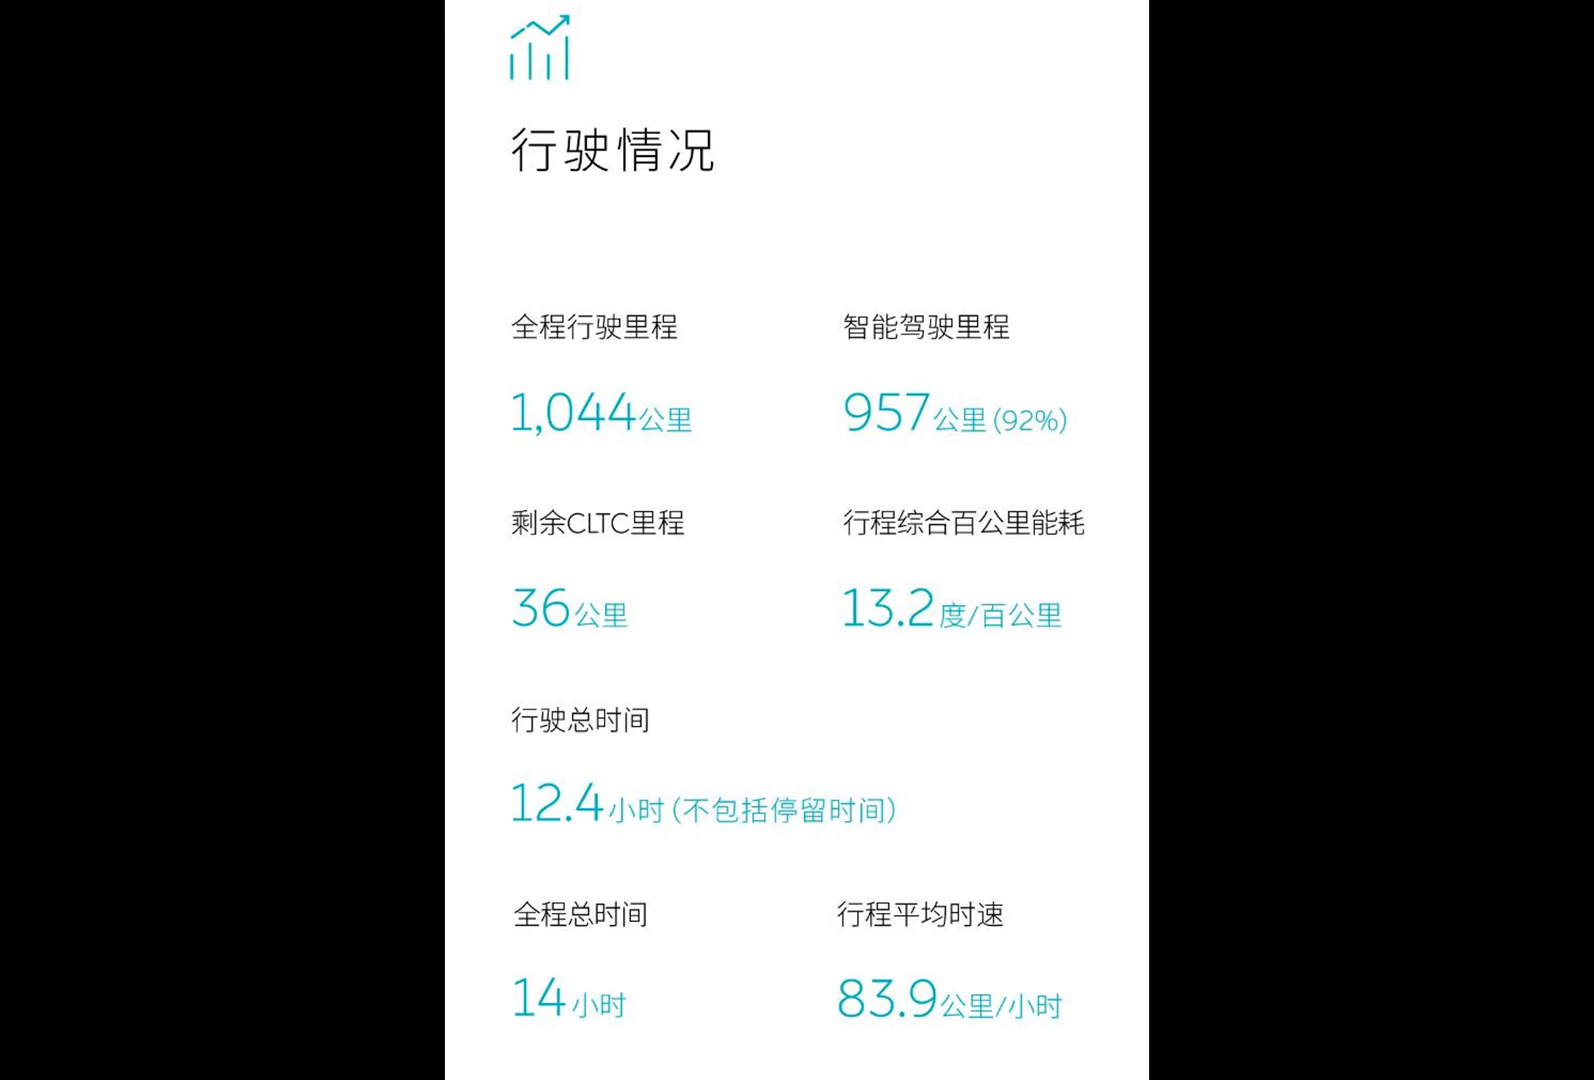 行驶情况
全程行驶里程
智能驾驶里程
1,044公里
957公里(92%)
剩余CLTC里程
行程综合百公里能耗
36公里
13.2度/百公里
行驶总时间
12.4小时(不包括停留时间)
全程总时间
行程平均时速
14小时
83.9公里/小时